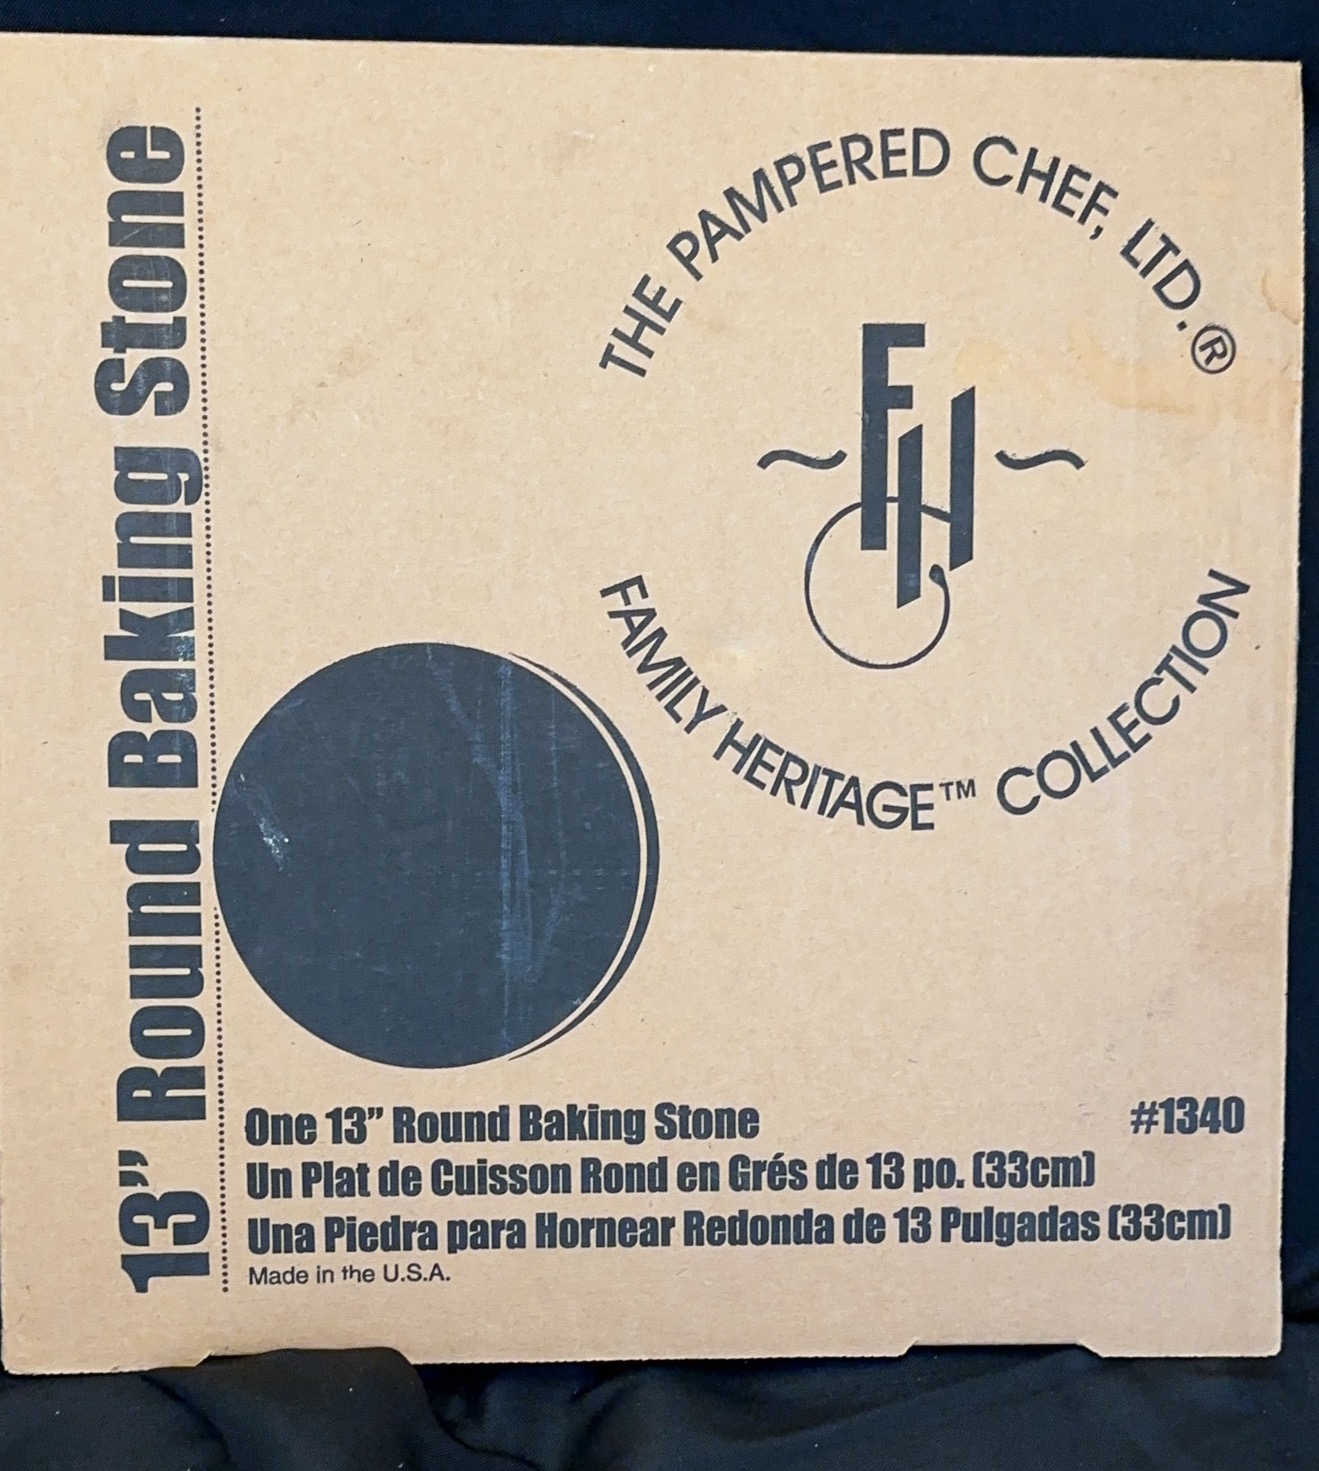 13” Round Baking Stone
THE PAMPERED CHEF, LTD.®
FH
FAMILY HERITAGE™ COLLECTION
One 13” Round Baking Stone #1340
Un Plat de Cuisson Rond en Grés de 13 po. (33cm)
Una Piedra para Hornear Redonda de 13 Pulgadas (33cm)
Made in the U.S.A.